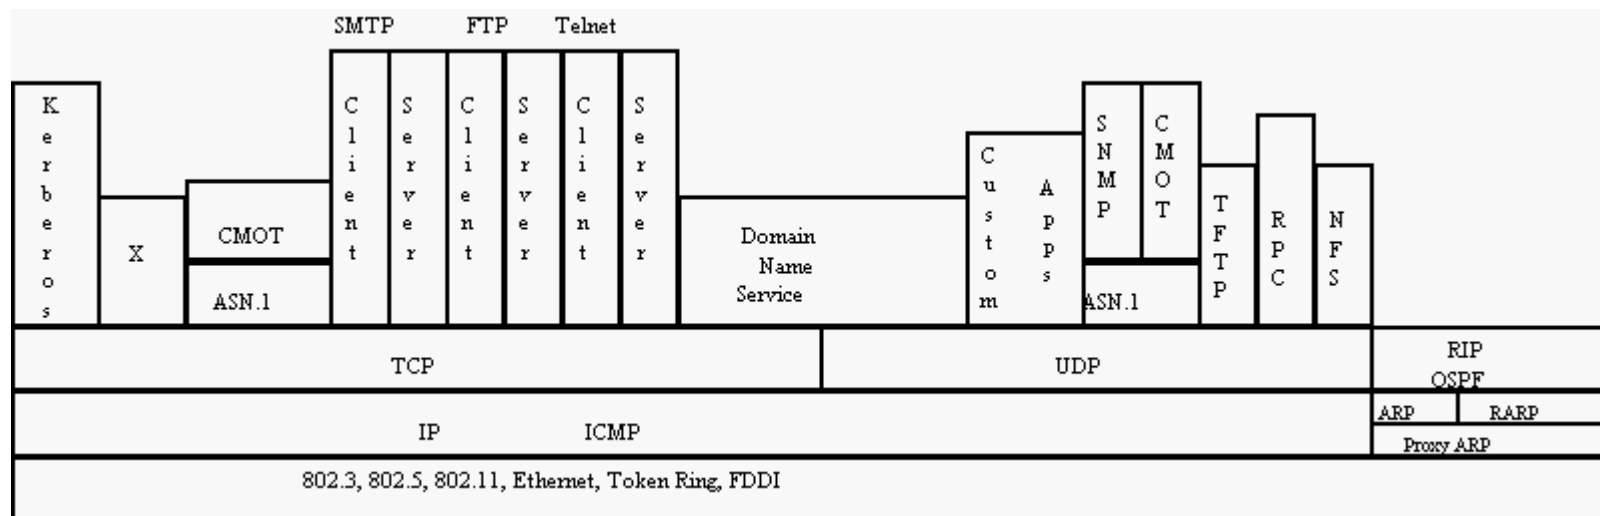 SMTP FTP Telnet
Kerberos
X
CMOT
ASN.1
Client
Server
Client
Server
Client
Server
Domain
Name
Service
Custom
Apps
SNMP
CMOT
ASN.1
TFTP
RPC
NFS
TCP
UDP
RIP
OSPF
IP ICMP
ARP RARP
Proxy ARP
802.3, 802.5, 802.11, Ethernet, Token Ring, FDDI